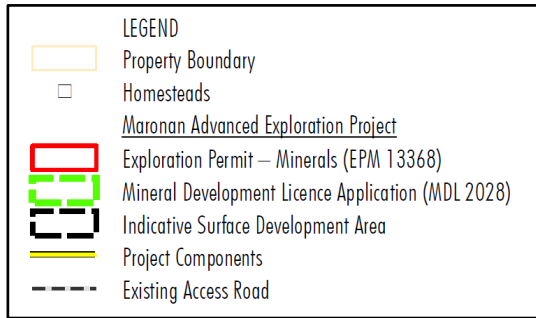 LEGEND
Property Boundary
Homesteads
Maronan Advanced Exploration Project
Exploration Permit – Minerals (EPM 13368)
Mineral Development Licence Application (MDL 2028)
Indicative Surface Development Area
Project Components
Existing Access Road